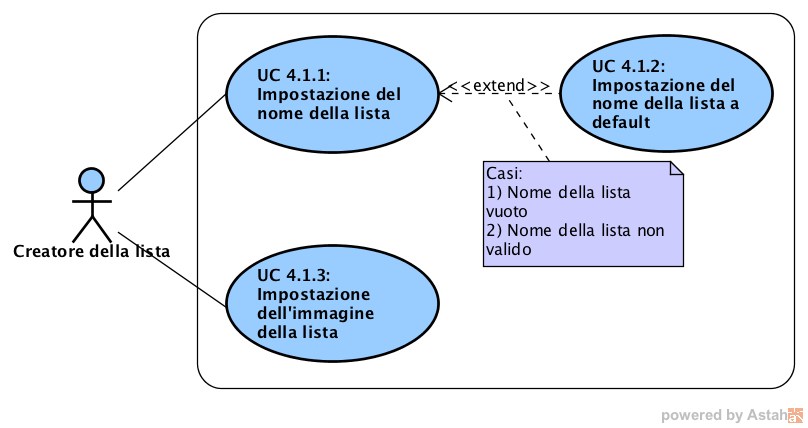 UC 4.1.1:
Impostazione del
nome della lista
<<extend>>
UC 4.1.2:
Impostazione del
nome della lista a
default
Casi:
1) Nome della lista
vuoto
2) Nome della lista non
valido
Creatore della lista
UC 4.1.3:
Impostazione
dell'immagine
della lista
powered by Astah